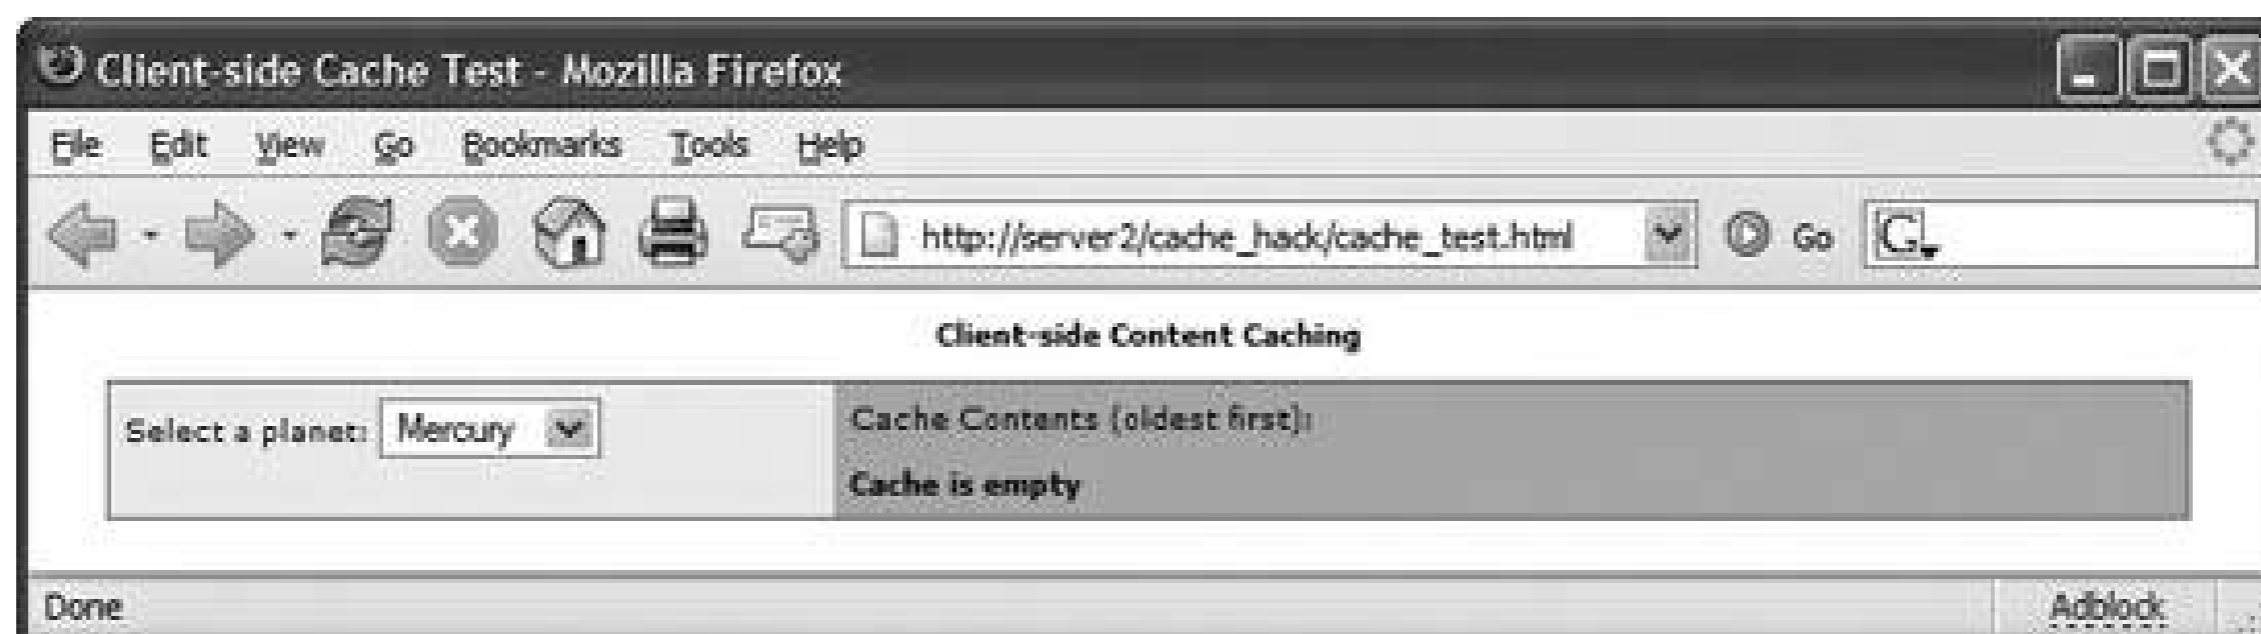 Client-side Cache Test - Mozilla Firefox
File Edit View Go Bookmarks Tools Help
http://server2/cache_hack/cache_test.html Go G
Client-side Content Caching
Select a planet: Mercury
Cache Contents (oldest first):
Cache is empty
Done Adblock